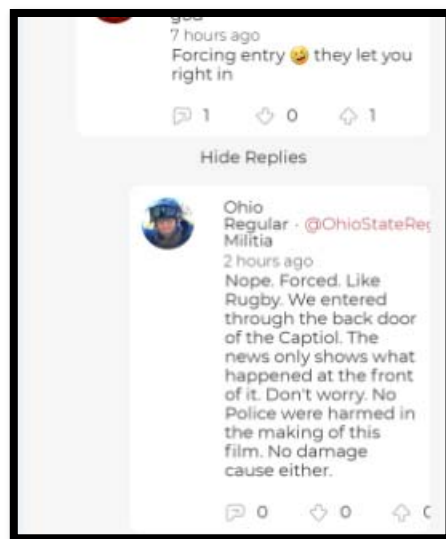 god
7 hours ago
Forcing entry 🤣 they let you
right in
1 0 1
Hide Replies
Ohio
Regular · @OhioStateReg
Militia
2 hours ago
Nope. Forced. Like
Rugby. We entered
through the back door
of the Captiol. The
news only shows what
happened at the front
of it. Don't worry. No
Police were harmed in
the making of this
film. No damage
cause either.
0 0